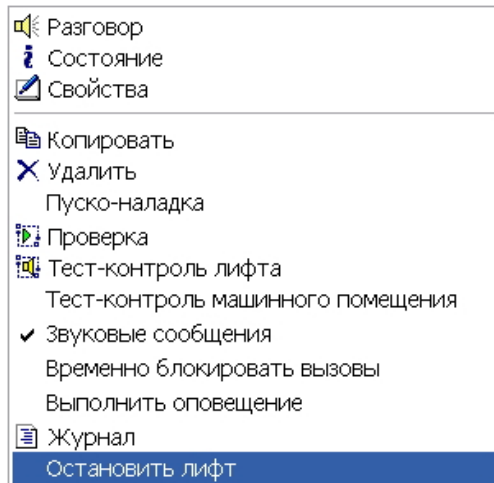 Разговор
Состояние
Свойства
Копировать
Удалить
Пуско-наладка
Проверка
Тест-контроль лифта
Тест-контроль машинного помещения
Звуковые сообщения
Временно блокировать вызовы
Выполнить оповещение
Журнал
Остановить лифт